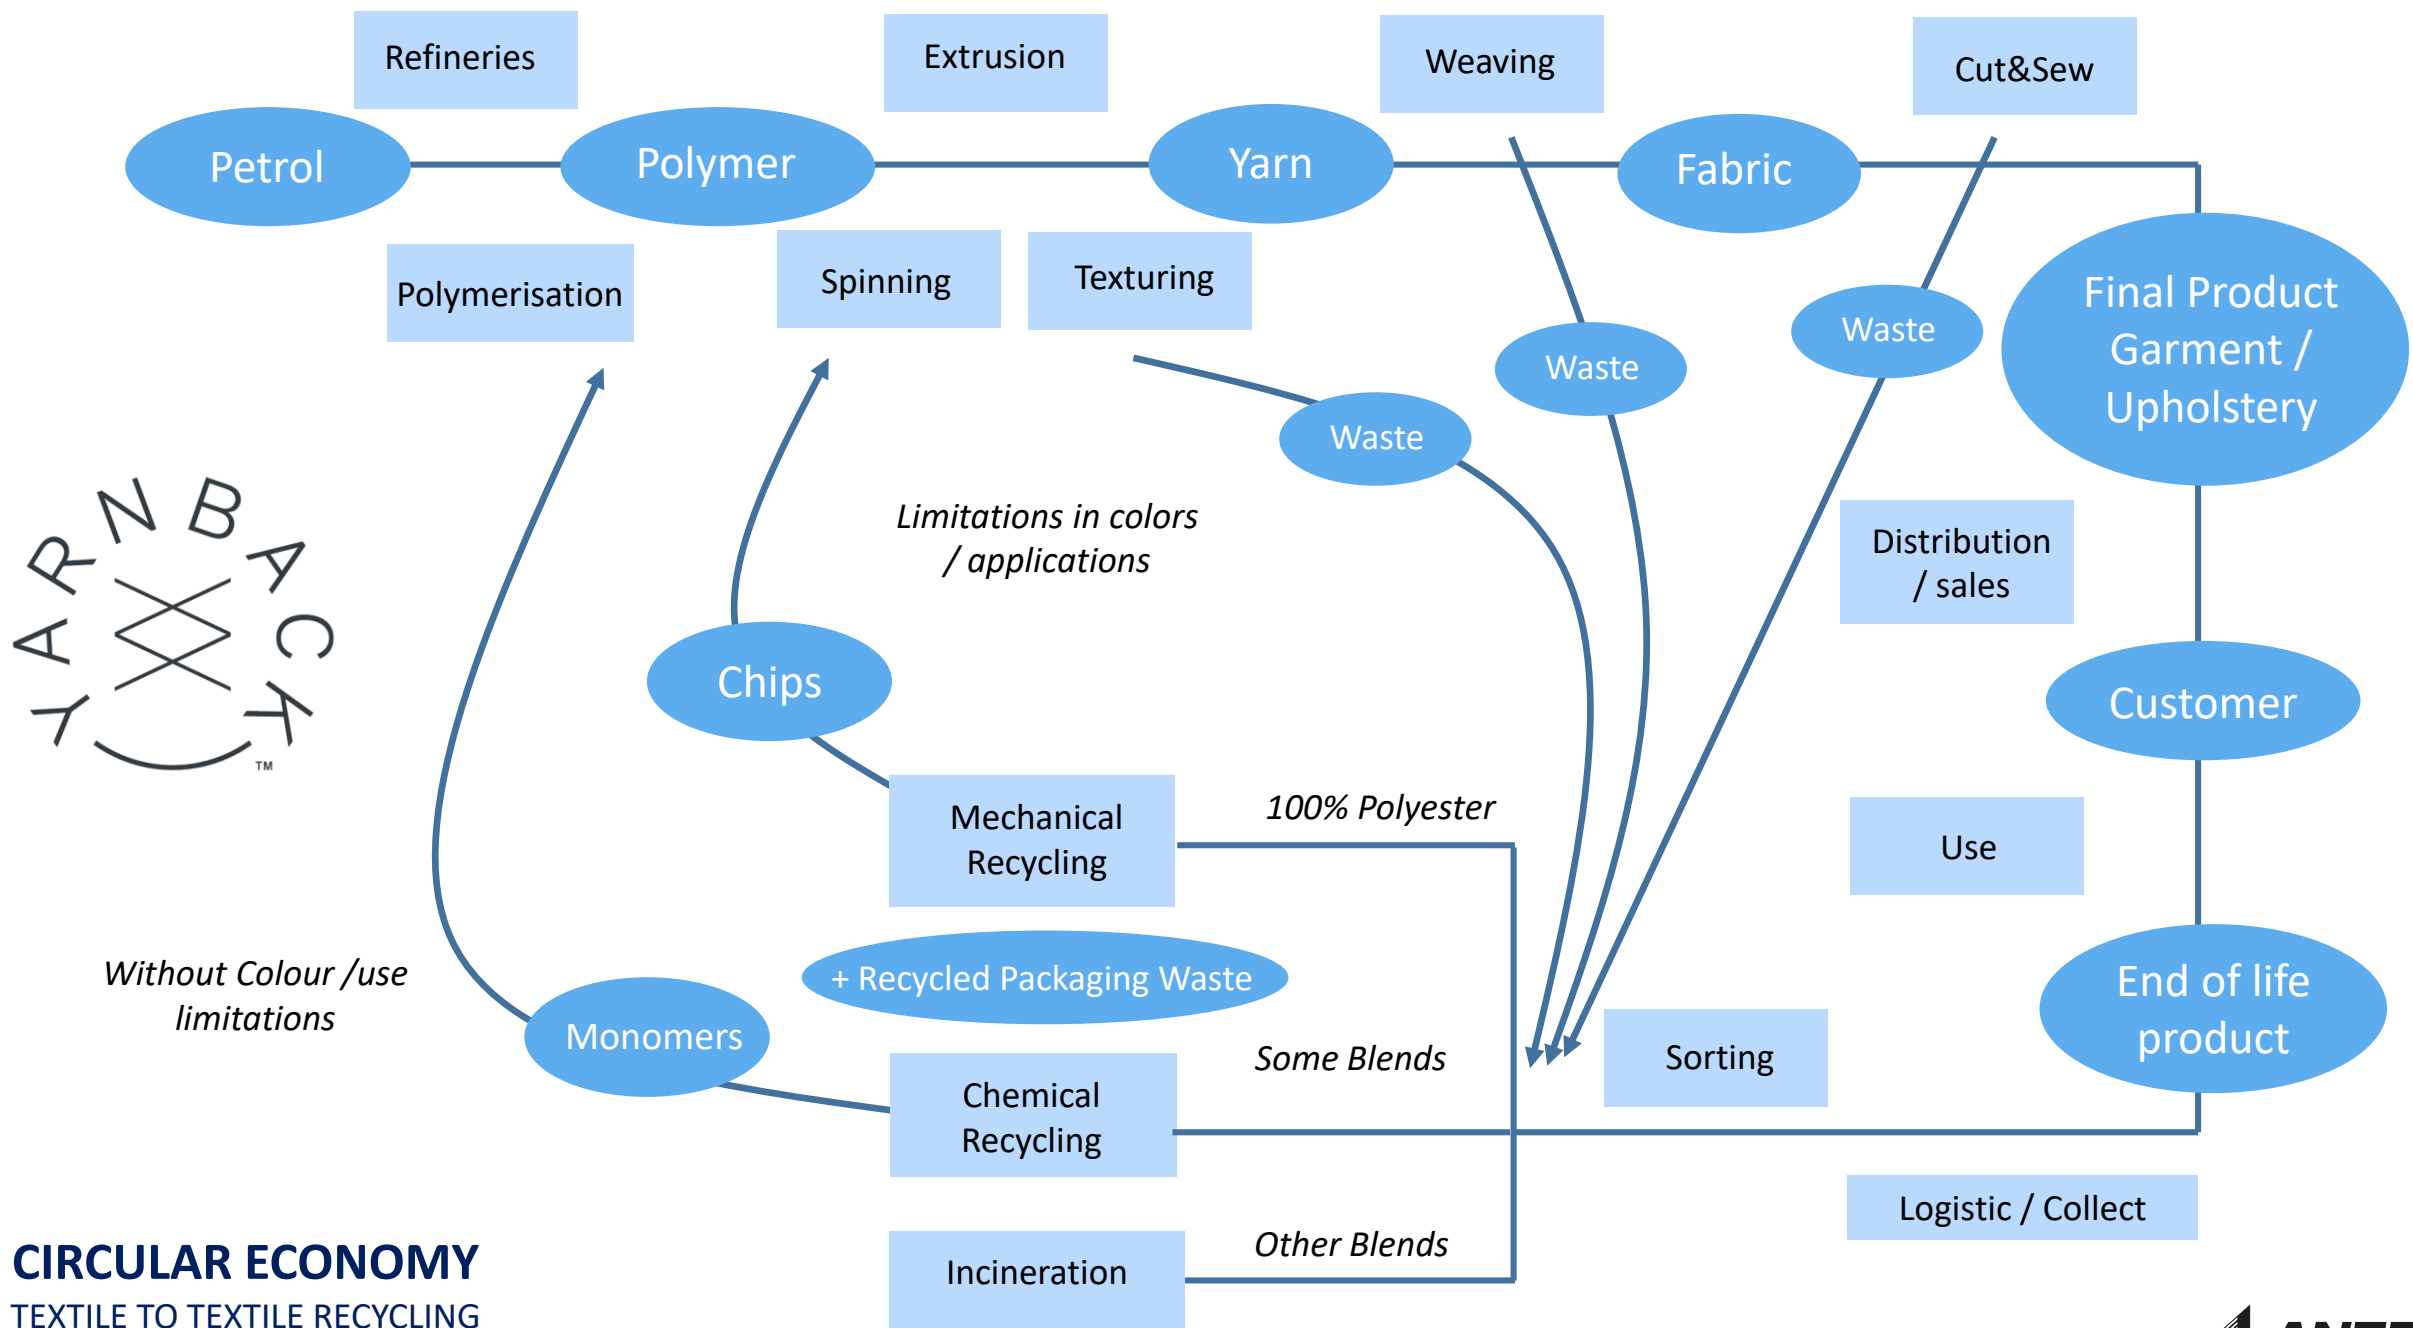 Refineries
Extrusion
Weaving
Cut&Sew
Petrol
Polymer
Yarn
Fabric
Polymerisation
Spinning
Texturing
Waste
Waste
Waste
Final Product
Garment /
Upholstery
YARNBACK
TM
Limitations in colors
/ applications
Distribution
/ sales
Chips
Customer
Mechanical
Recycling
100% Polyester
Use
Without Colour /use
limitations
+ Recycled Packaging Waste
End of life
product
Monomers
Some Blends
Sorting
Chemical
Recycling
Logistic / Collect
Other Blends
Incineration
CIRCULAR ECONOMY
TEXTILE TO TEXTILE RECYCLING